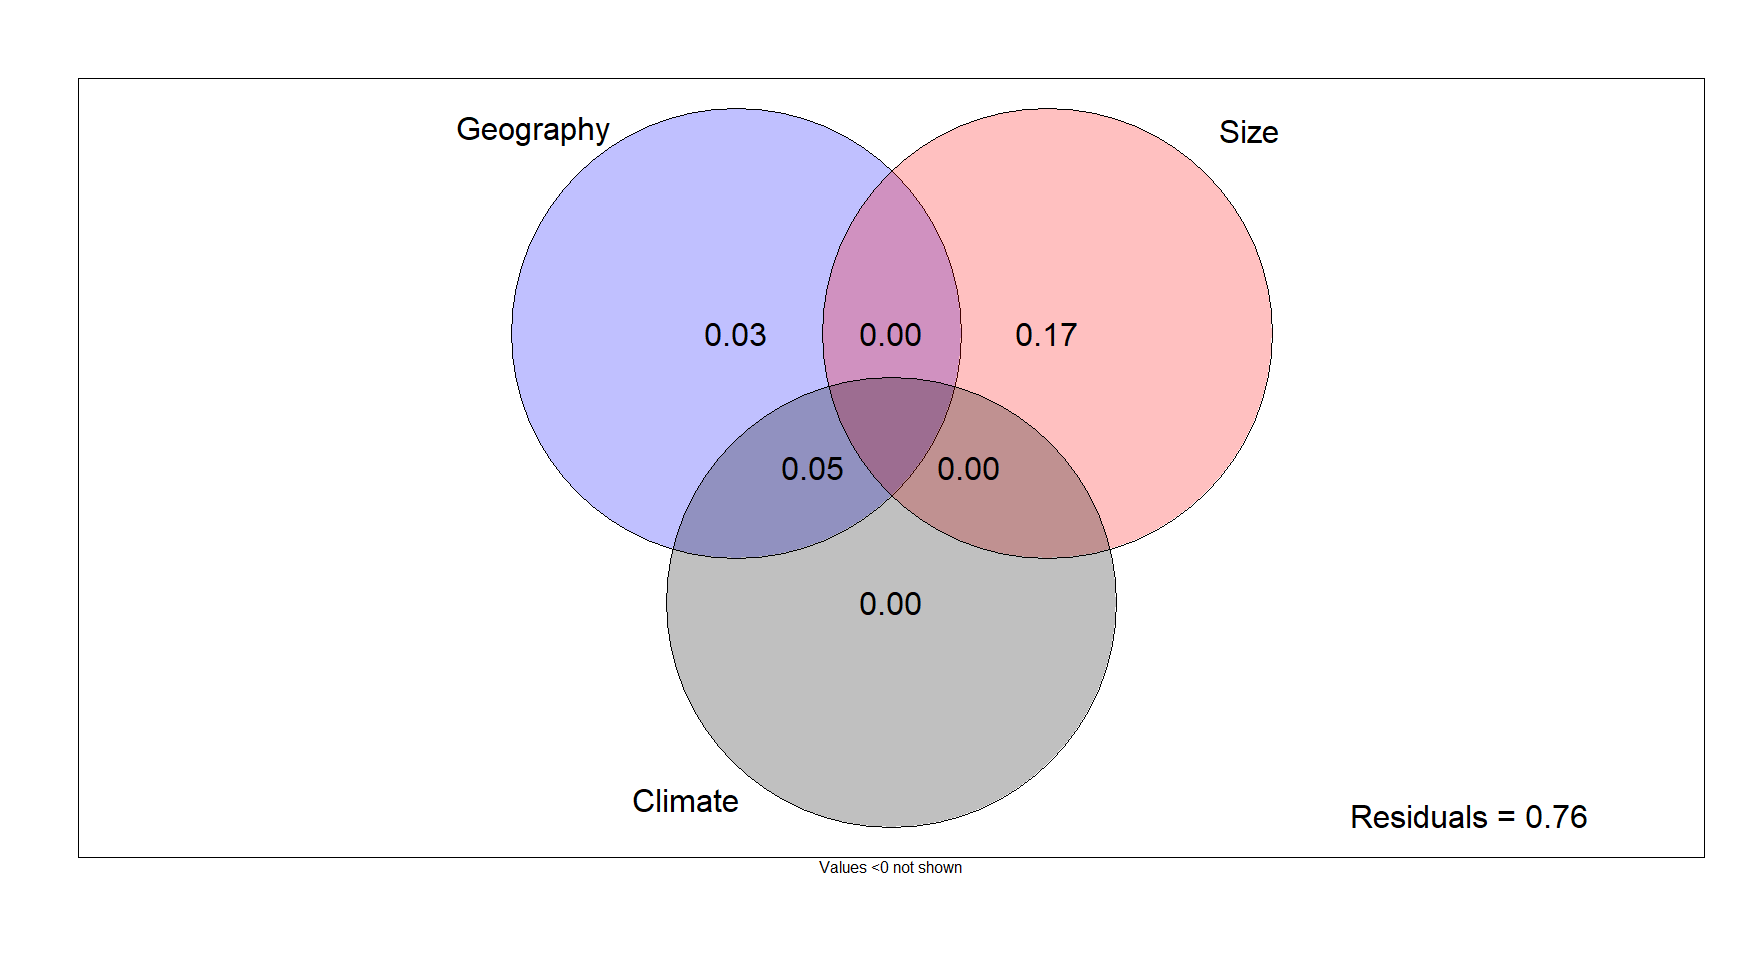 Geography
Size
0.03
0.00
0.17
0.05
0.00
0.00
Climate
Residuals = 0.76
Values <0 not shown